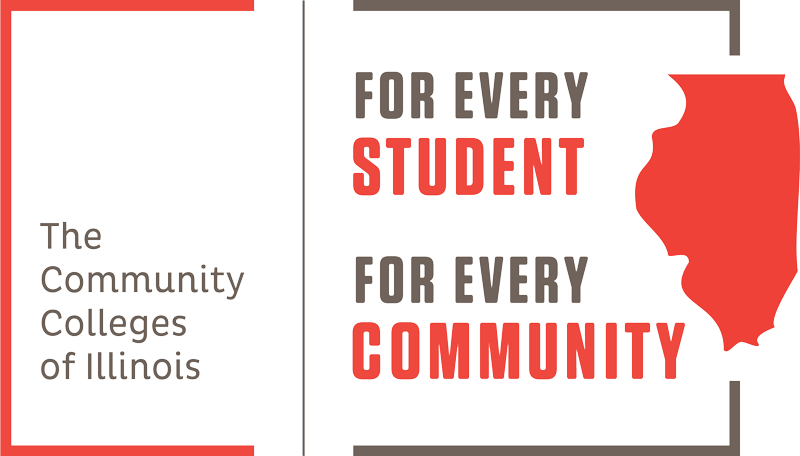 The
Community
Colleges
of Illinois
FOR EVERY
STUDENT
FOR EVERY
COMMUNITY